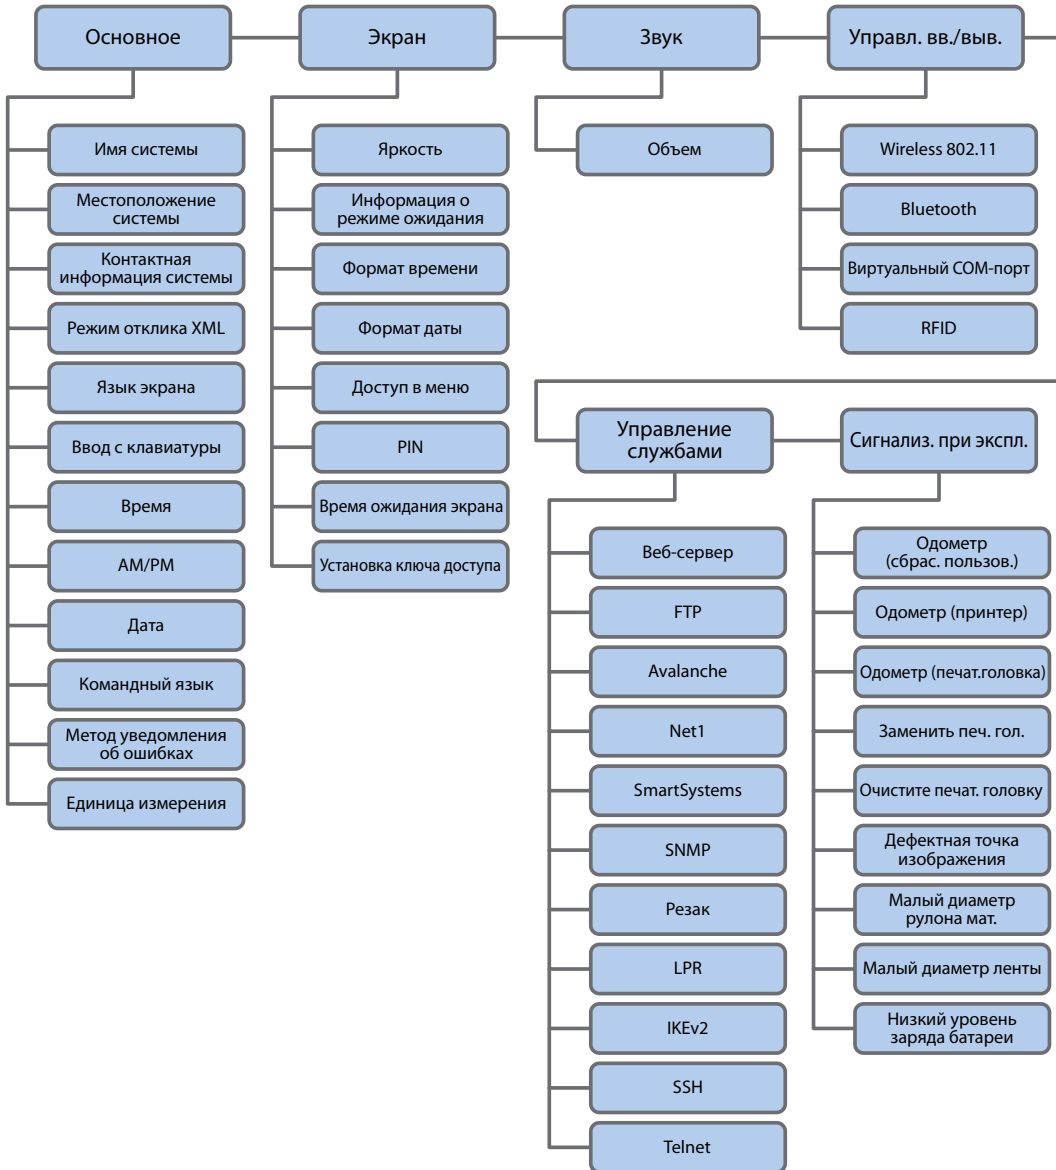 Основное
Экран
Звук
Управл. вв./выв.
Имя системы
Местоположение
системы
Контактная
информация системы
Режим отклика XML
Язык экрана
Ввод с клавиатуры
Время
AM/PM
Дата
Командный язык
Метод уведомления
об ошибках
Единица измерения
Яркость
Информация о
режиме ожидания
Формат времени
Формат даты
Доступ в меню
PIN
Время ожидания экрана
Установка ключа доступа
Объем
Wireless 802.11
Bluetooth
Виртуальный COM-порт
RFID
Управление
службами
Сигнализ. при экспл.
Веб-сервер
FTP
Avalanche
Net1
SmartSystems
SNMP
Резак
LPR
IKEv2
SSH
Telnet
Одометр
(сбрас. пользов.)
Одометр (принтер)
Одометр (печат.головка)
Заменить печ. гол.
Очистите печат. головку
Дефектная точка
изображения
Малый диаметр
рулона мат.
Малый диаметр ленты
Низкий уровень
заряда батареи